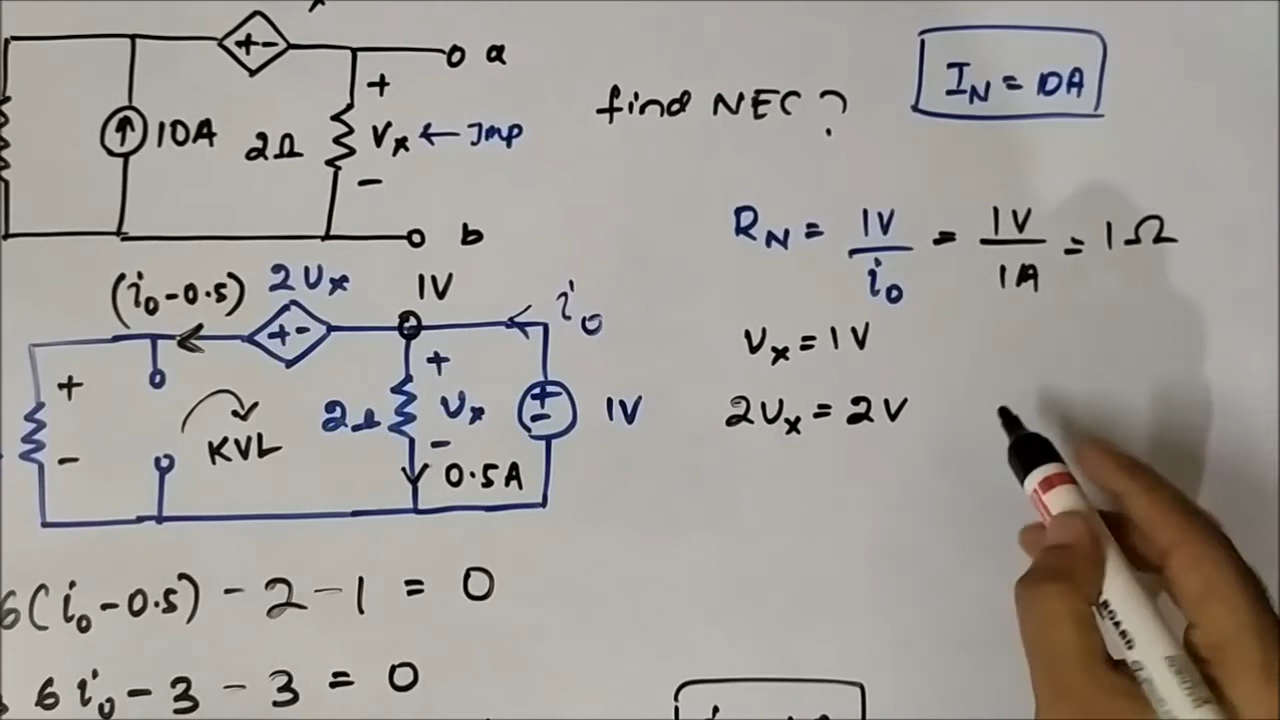 + -
a
+
10A
2Ω
Vx ← Imp
-
b
find NEC?
IN = 10A
RN = 1V / i0 = 1V / 1A = 1Ω
Vx = 1V
2Vx = 2V
(i0-0.5)
2Vx
1V
i0
+ -
+
-
KVL
+
2Ω
Vx
-
0.5A
+
-
1V
6(i0-0.5) - 2 - 1 = 0
6i0 - 3 - 3 = 0
BOARD